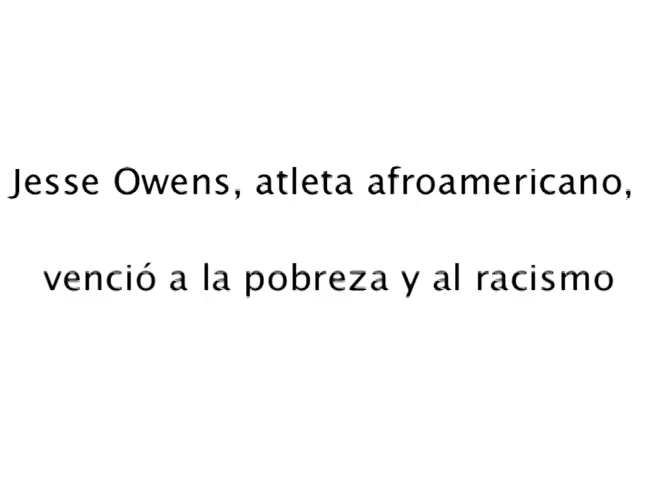 Jesse Owens, atleta afroamericano,
venció a la pobreza y al racismo